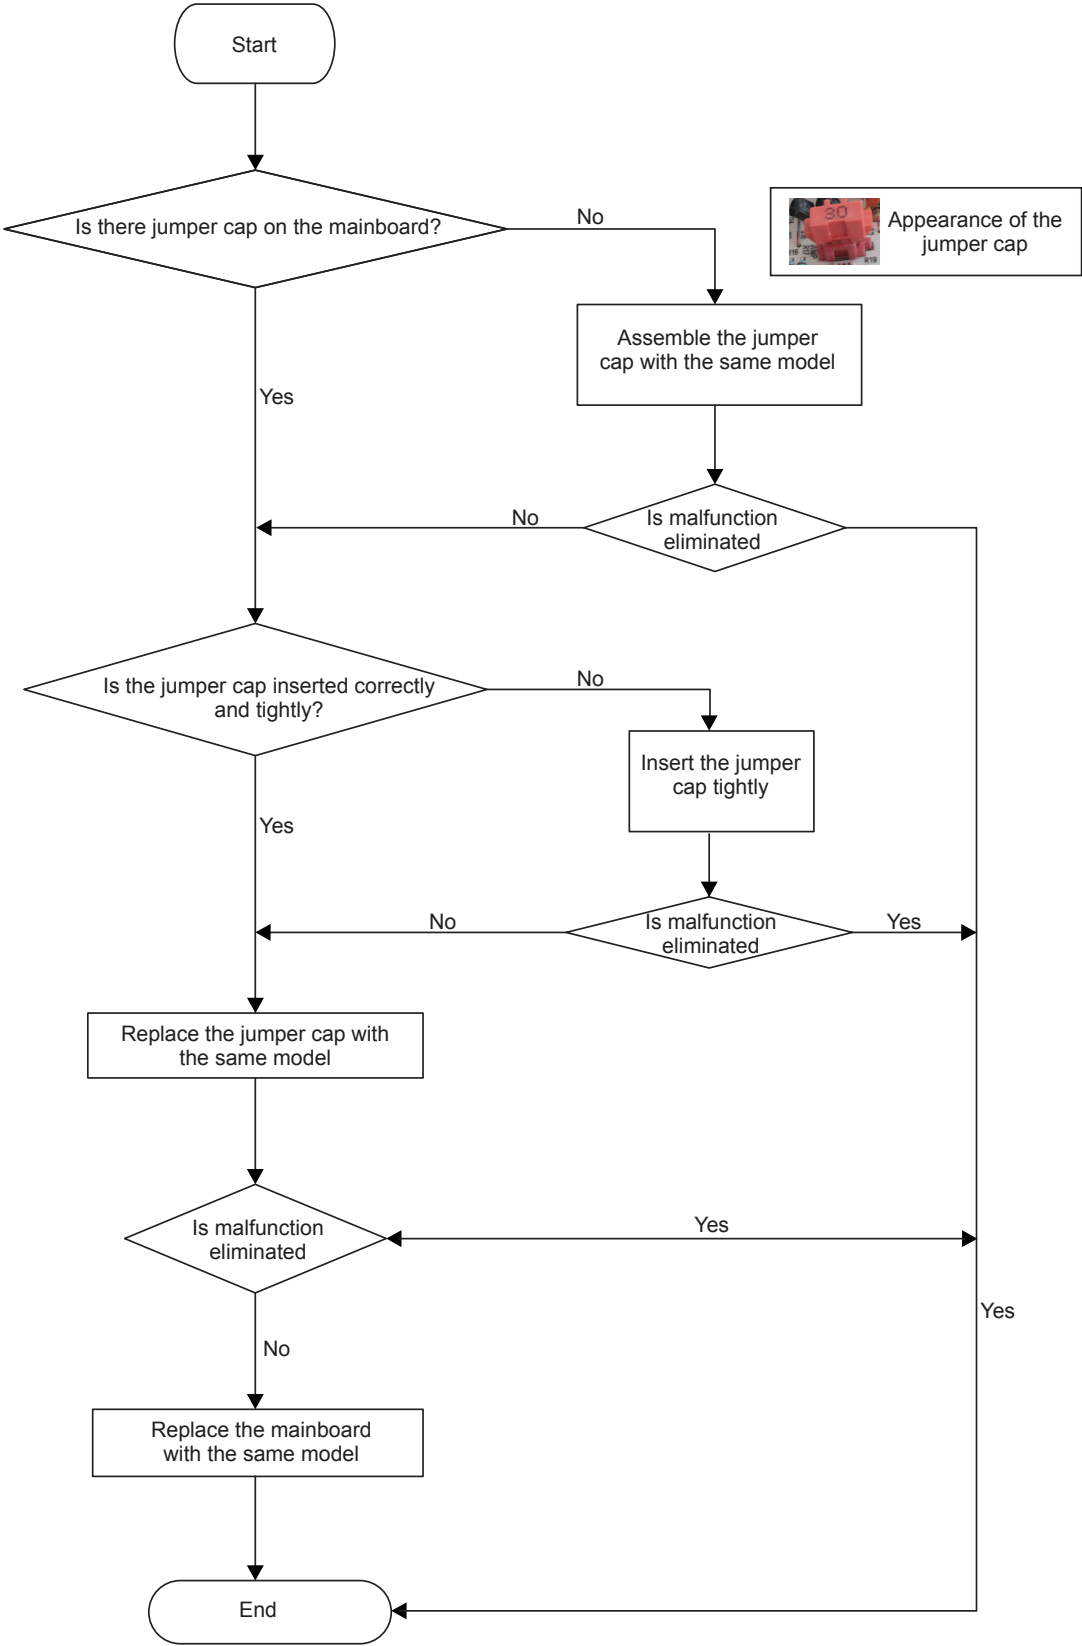 Start
Is there jumper cap on the mainboard?
No
30
Appearance of the
jumper cap
R19
Assemble the jumper
cap with the same model
Yes
No
Is malfunction
eliminated
Is the jumper cap inserted correctly
and tightly?
No
Insert the jumper
cap tightly
Yes
No
Is malfunction
eliminated
Yes
Replace the jumper cap with
the same model
Is malfunction
eliminated
Yes
Yes
No
Replace the mainboard
with the same model
End